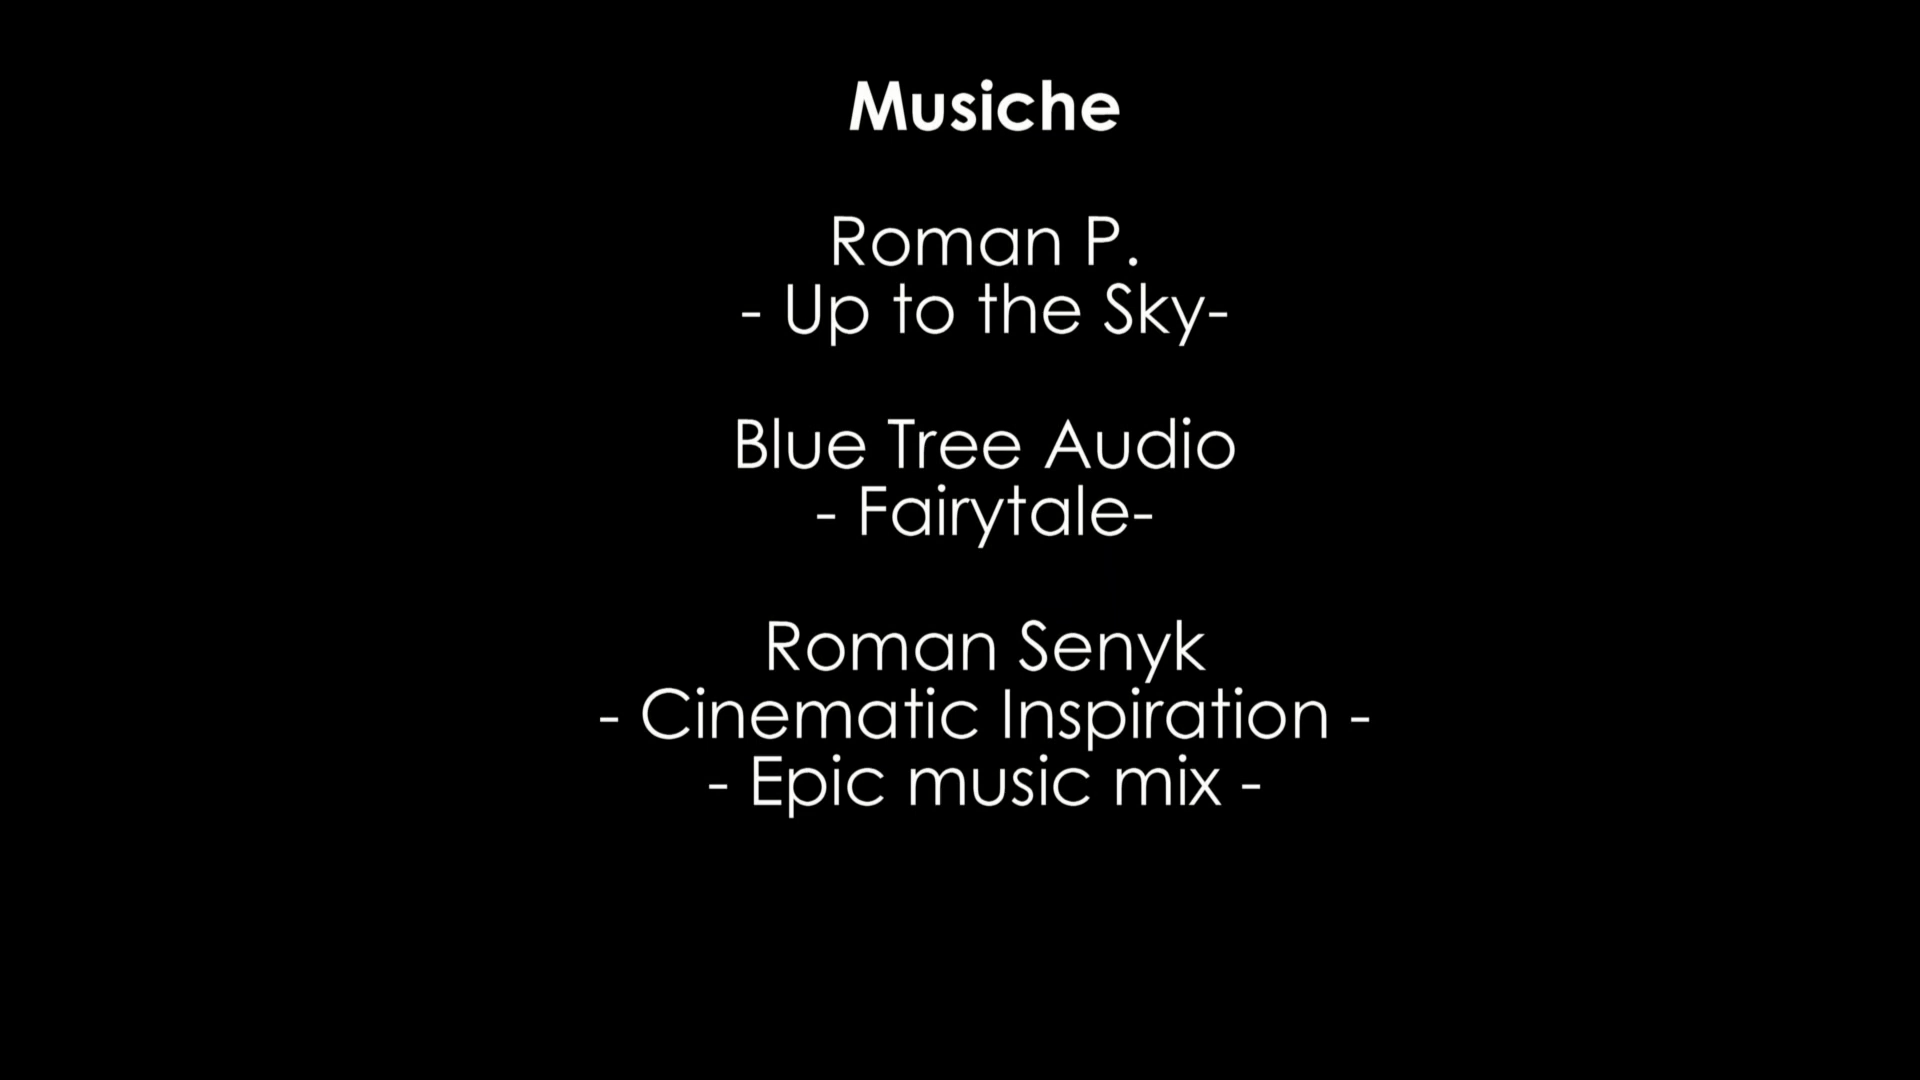 Musiche
Roman P.
- Up to the Sky-
Blue Tree Audio
- Fairytale-
Roman Senyk
- Cinematic Inspiration -
- Epic music mix -